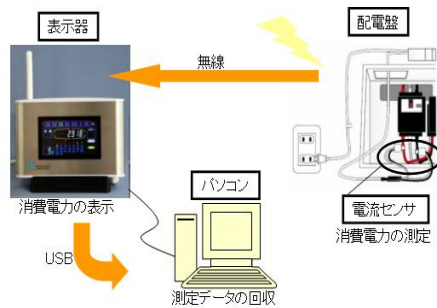 表示器
配電盤
無線
消費電力の表示
パソコン
電流センサ
消費電力の測定
USB
測定データの回収